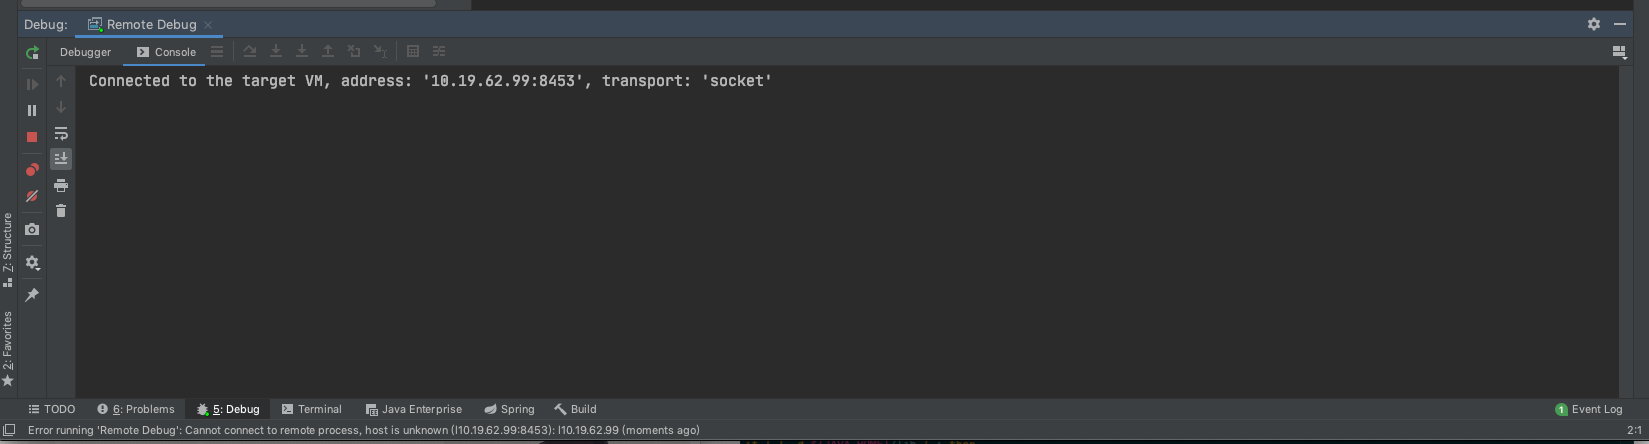 Debug: Remote Debug
Debugger Console
Connected to the target VM, address: '10.19.62.99:8453', transport: 'socket'
7: Structure
2: Favorites
TODO 6: Problems 5: Debug Terminal Java Enterprise Spring Build 1 Event Log
Error running 'Remote Debug': Cannot connect to remote process, host is unknown (l10.19.62.99:8453): l10.19.62.99 (moments ago) 2:1